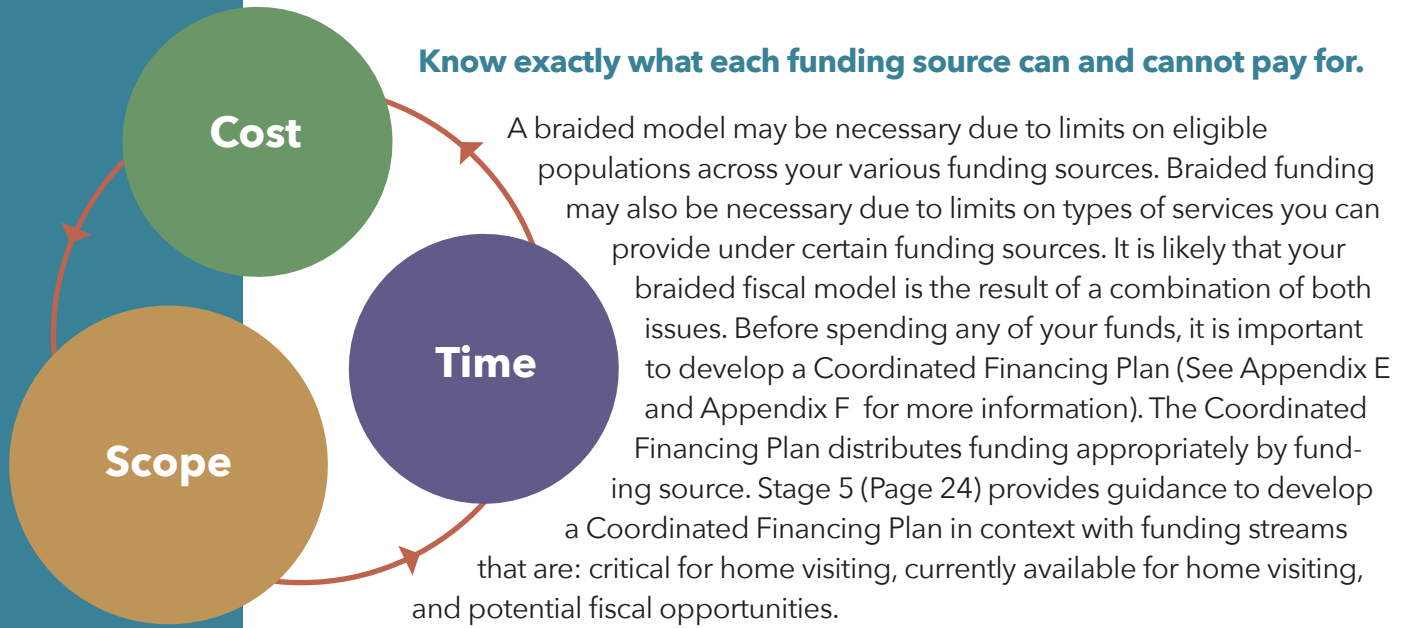 Know exactly what each funding source can and cannot pay for.
Cost
A braided model may be necessary due to limits on eligible
populations across your various funding sources. Braided funding
may also be necessary due to limits on types of services you can
provide under certain funding sources. It is likely that your
braided fiscal model is the result of a combination of both
issues. Before spending any of your funds, it is important
Time
to develop a Coordinated Financing Plan (See Appendix E
and Appendix F for more information). The Coordinated
Financing Plan distributes funding appropriately by fund-
Scope
ing source. Stage 5 (Page 24) provides guidance to develop
a Coordinated Financing Plan in context with funding streams
that are: critical for home visiting, currently available for home visiting,
and potential fiscal opportunities.